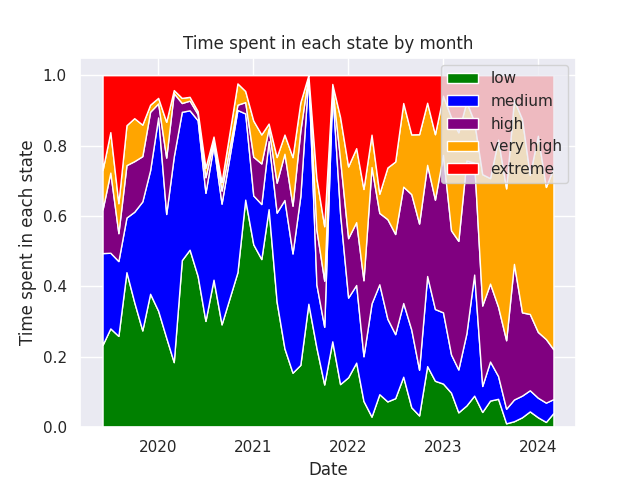 Time spent in each state by month
1.0
0.8
0.6
0.4
0.2
0.0
Time spent in each state
low
medium
high
very high
extreme
2020 2021 2022 2023 2024
Date